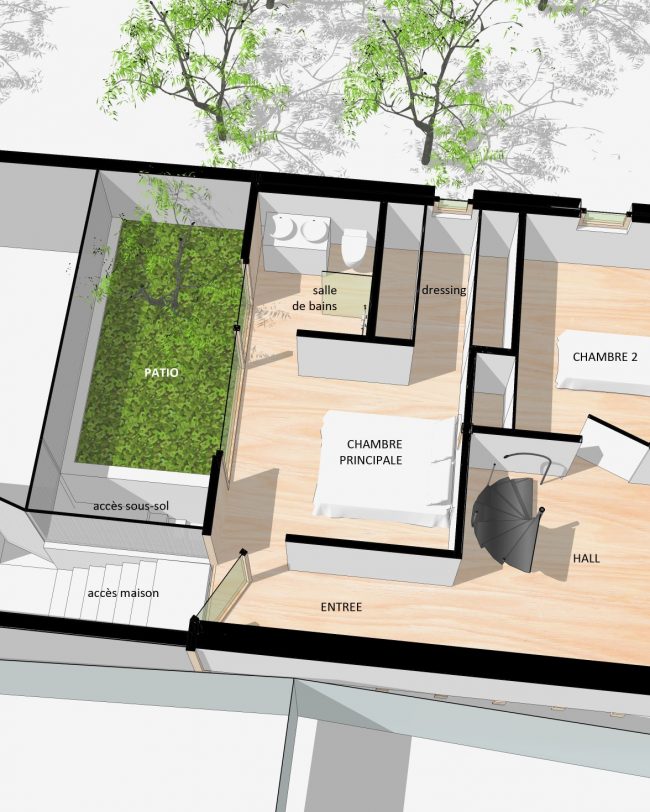 salle
de bains
dressing
CHAMBRE 2
PATIO
CHAMBRE
PRINCIPALE
accès sous-sol
HALL
accès maison
ENTREE